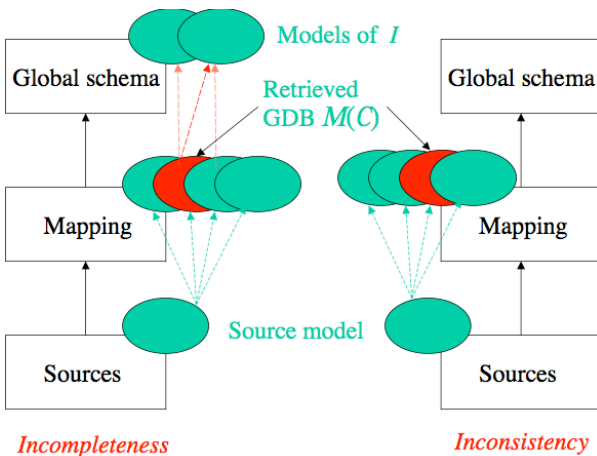 Models of I
Global schema
Global schema
Retrieved
GDB M(C)
Mapping
Mapping
Source model
Sources
Sources
Incompleteness
Inconsistency